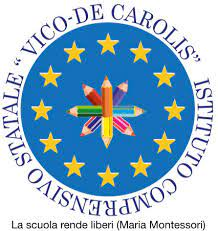 ISTITUTO COMPRENSIVO STATALE " VICO-DE CAROLIS"
La scuola rende liberi (Maria Montessori)